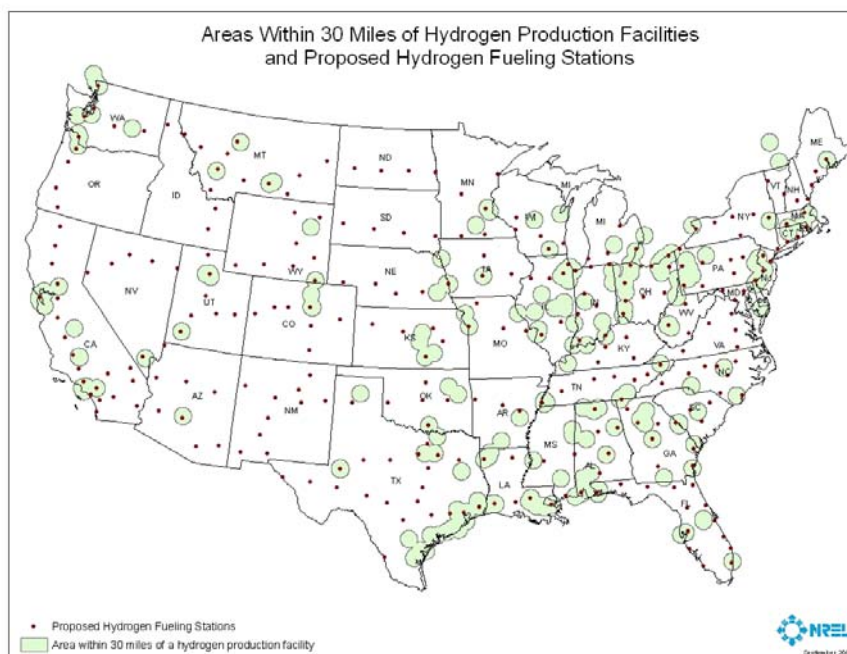 Areas Within 30 Miles of Hydrogen Production Facilities
and Proposed Hydrogen Fueling Stations
WA
MT
ND
MN
MI
ME
OR
ID
SD
WI
MI
VT
NH
NY
MA
CT
WY
NE
IA
PA
NV
UT
CO
IN
OH
MD
DE
CA
KS
MO
WV
KY
VA
AZ
NM
OK
AR
TN
NC
SC
TX
LA
MS
AL
GA
FL
Proposed Hydrogen Fueling Stations
Area within 30 miles of a hydrogen production facility
NREL